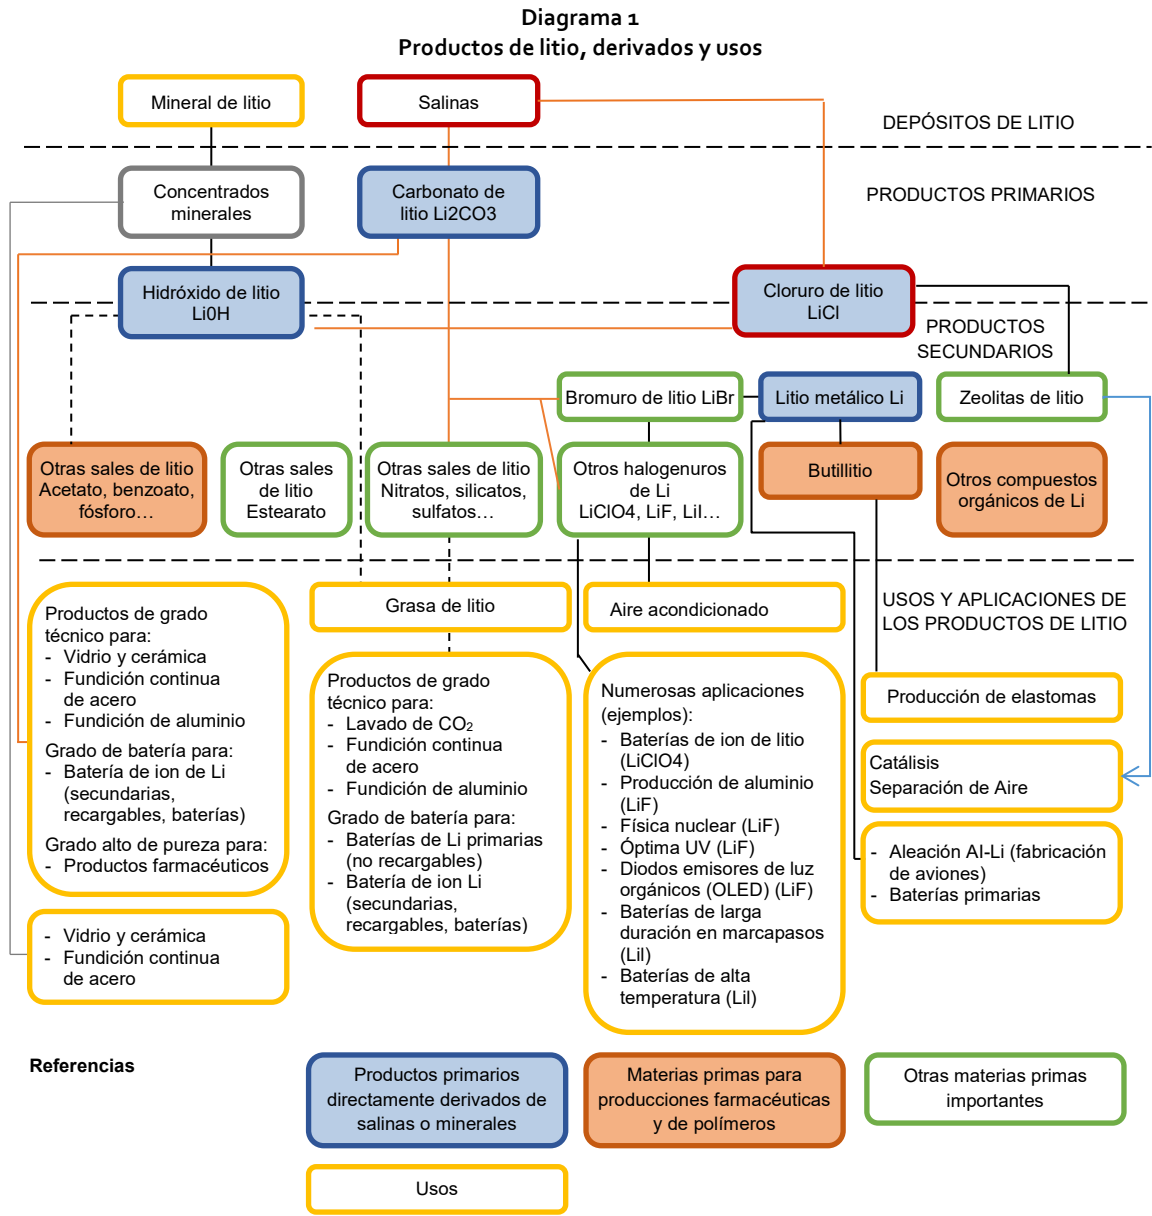 Diagrama 1
Productos de litio, derivados y usos
Mineral de litio
Salinas
DEPÓSITOS DE LITIO
Concentrados
minerales
Carbonato de
litio Li2CO3
PRODUCTOS PRIMARIOS
Hidróxido de litio
Li0H
Cloruro de litio
LiCl
PRODUCTOS
SECUNDARIOS
Bromuro de litio LiBr
Litio metálico Li
Zeolitas de litio
Otras sales de litio
Acetato, benzoato,
fósforo…
Otras sales
de litio
Estearato
Otras sales de litio
Nitratos, silicatos,
sulfatos…
Otros halogenuros
de Li
LiClO4, LiF, LiI…
Butillitio
Otros compuestos
orgánicos de Li
USOS Y APLICACIONES DE
LOS PRODUCTOS DE LITIO
Productos de grado
técnico para:
- Vidrio y cerámica
- Fundición continua
de acero
- Fundición de aluminio
Grado de batería para:
- Batería de ion de Li
(secundarias,
recargables, baterías)
Grado alto de pureza para:
- Productos farmacéuticos
- Vidrio y cerámica
- Fundición continua
de acero
Grasa de litio
Productos de grado
técnico para:
- Lavado de CO2
- Fundición continua
de acero
- Fundición de aluminio
Grado de batería para:
- Baterías de Li primarias
(no recargables)
- Batería de ion Li
(secundarias,
recargables, baterías)
Aire acondicionado
Numerosas aplicaciones
(ejemplos):
- Baterías de ion de litio
(LiClO4)
- Producción de aluminio
(LiF)
- Física nuclear (LiF)
- Óptima UV (LiF)
- Diodos emisores de luz
orgánicos (OLED) (LiF)
- Baterías de larga
duración en marcapasos
(LiI)
- Baterías de alta
temperatura (LiI)
Producción de elastomas
Catálisis
Separación de Aire
- Aleación AI-Li (fabricación
de aviones)
- Baterías primarias
Referencias
Productos primarios
directamente derivados de
salinas o minerales
Materias primas para
producciones farmacéuticas
y de polímeros
Otras materias primas
importantes
Usos